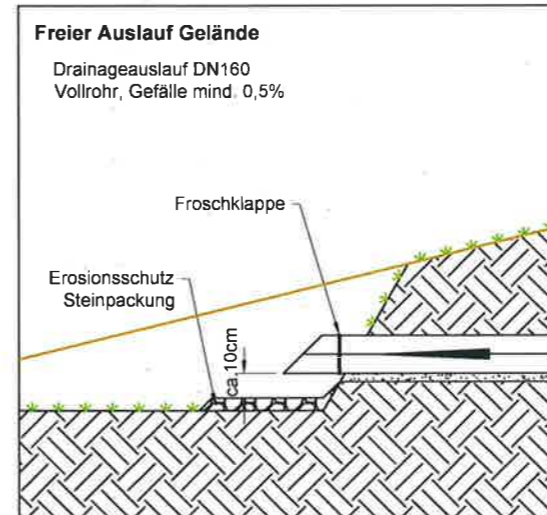 Freier Auslauf Gelände
Drainageauslauf DN160
Vollrohr, Gefälle mind. 0,5%
Froschklappe
Erosionsschutz
Steinpackung
ca.10cm